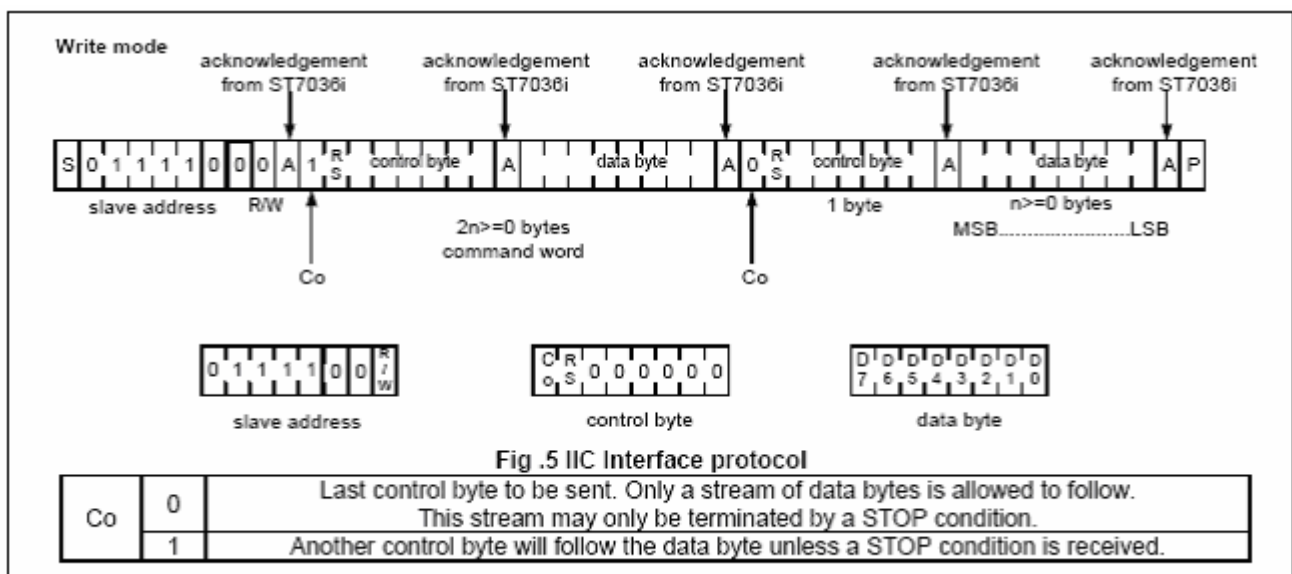 Write mode
acknowledgement from ST7036i
acknowledgement from ST7036i
acknowledgement from ST7036i
acknowledgement from ST7036i
acknowledgement from ST7036i
S 0 1 1 1 1 0 0 0 A 1 RS control byte A data byte A 0 RS control byte A data byte A P
slave address R/W 1 byte n>=0 bytes
2n>=0 bytes MSB.......................LSB
command word
Co Co
0 1 1 1 1 0 0 R/W Co RS 0 0 0 0 0 0 D7 D6 D5 D4 D3 D2 D1 D0
slave address control byte data byte
Fig .5 IIC Interface protocol
Co 0 Last control byte to be sent. Only a stream of data bytes is allowed to follow.
This stream may only be terminated by a STOP condition.
1 Another control byte will follow the data byte unless a STOP condition is received.